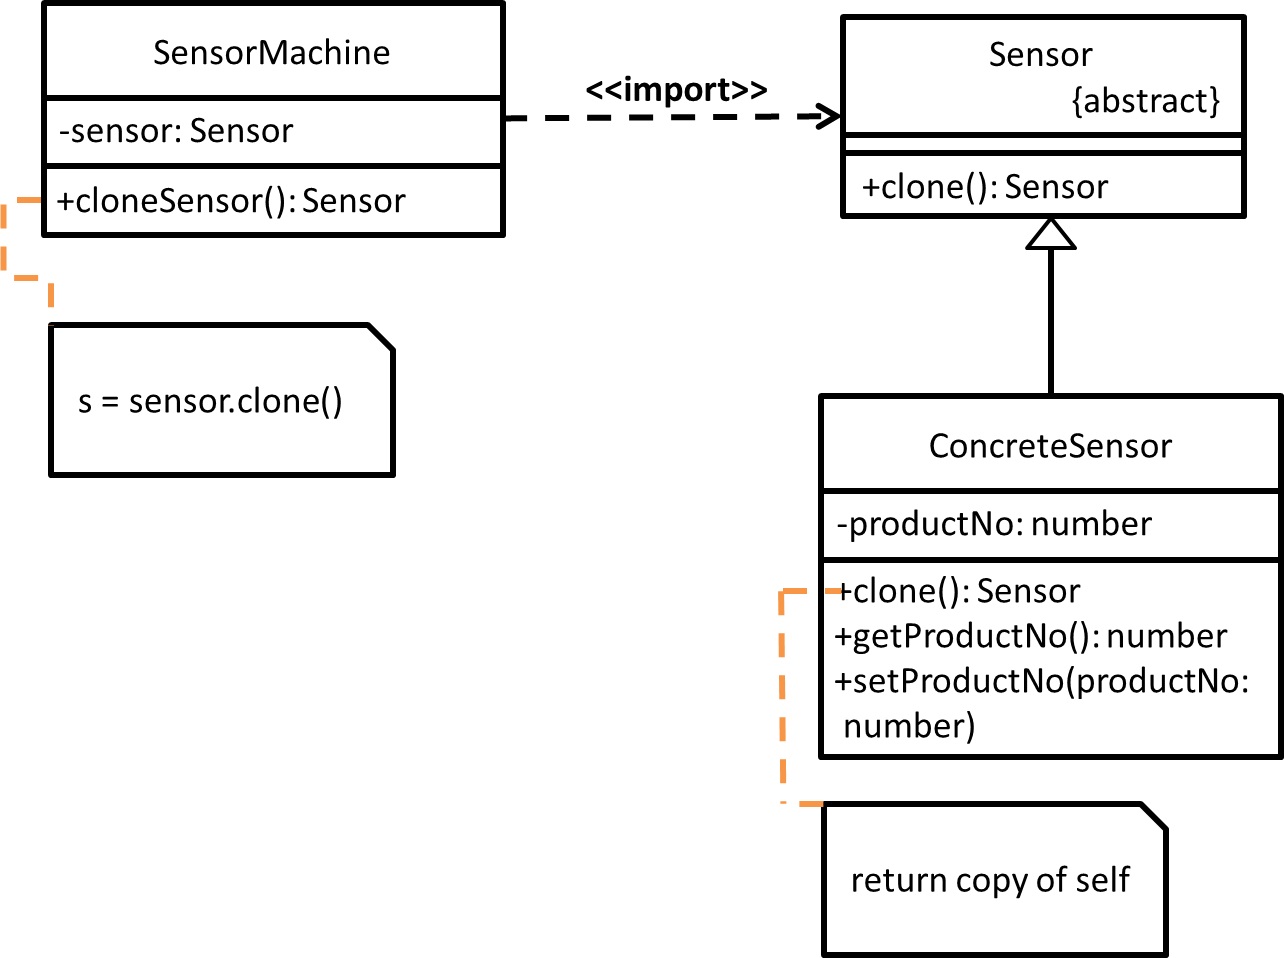 SensorMachine
-sensor: Sensor
+cloneSensor(): Sensor
s = sensor.clone()
<<import>>
Sensor
{abstract}
+clone(): Sensor
ConcreteSensor
-productNo: number
+clone(): Sensor
+getProductNo(): number
+setProductNo(productNo:
number)
return copy of self